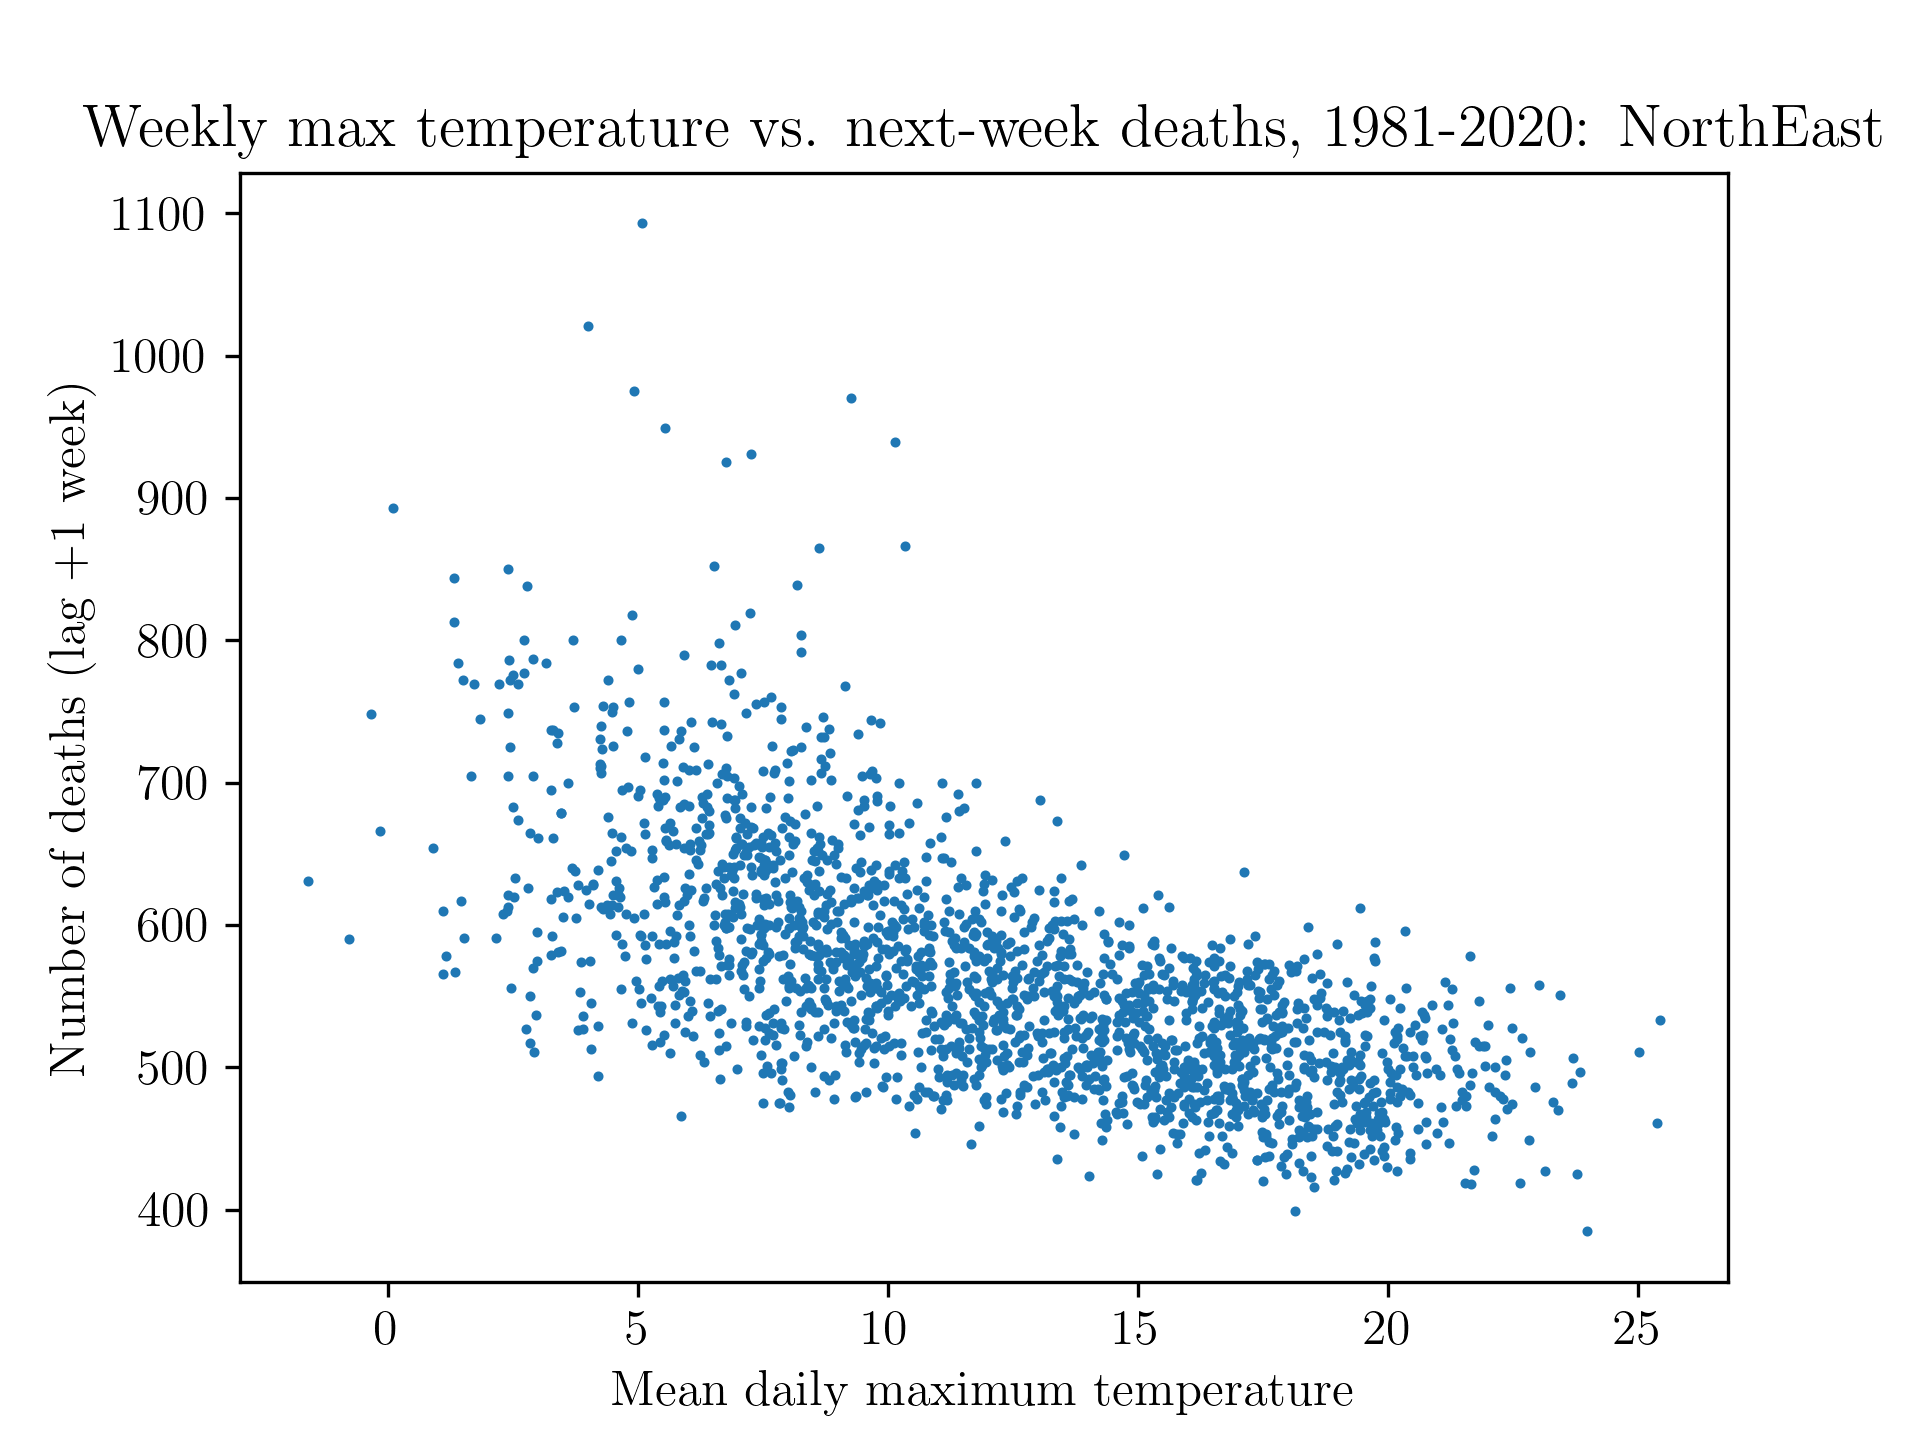 Weekly max temperature vs. next-week deaths, 1981-2020: NorthEast
Number of deaths (lag +1 week)
1100
1000
900
800
700
600
500
400
0 5 10 15 20 25
Mean daily maximum temperature